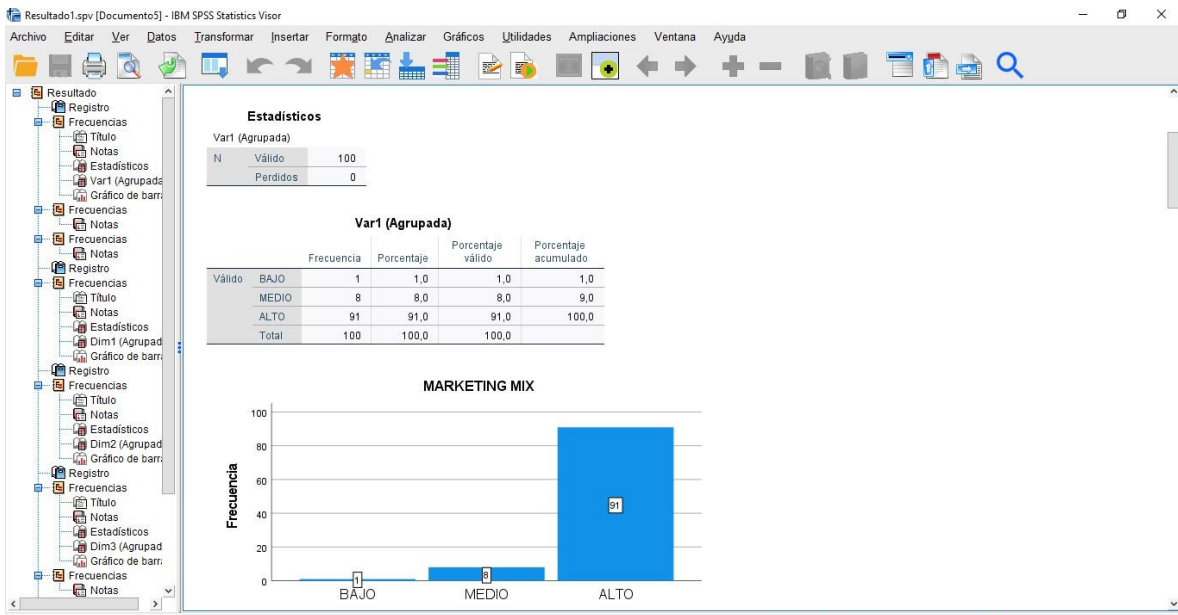 Resultado1.spv [Documento5] - IBM SPSS Statistics Visor
Archivo Editar Ver Datos Transformar Insertar Formato Analizar Gráficos Utilidades Ampliaciones Ventana Ayuda
Resultado
Registro
Frecuencias
Título
Notas
Estadísticos
Var1 (Agrupada
Gráfico de barr
Frecuencias
Notas
Frecuencias
Notas
Registro
Frecuencias
Título
Notas
Estadísticos
Dim1 (Agrupad
Gráfico de barr
Registro
Frecuencias
Título
Notas
Estadísticos
Dim2 (Agrupad
Gráfico de barr
Registro
Frecuencias
Título
Notas
Estadísticos
Dim3 (Agrupad
Gráfico de barr
Frecuencias
Notas
Estadísticos
Var1 (Agrupada)
N Válido 100
Perdidos 0
Var1 (Agrupada)
Frecuencia Porcentaje Porcentaje válido Porcentaje acumulado
Válido BAJO 1 1,0 1,0 1,0
MEDIO 8 8,0 8,0 9,0
ALTO 91 91,0 91,0 100,0
Total 100 100,0 100,0
MARKETING MIX
Frecuencia
100
80
60
40
20
0
1
8
91
BAJO MEDIO ALTO